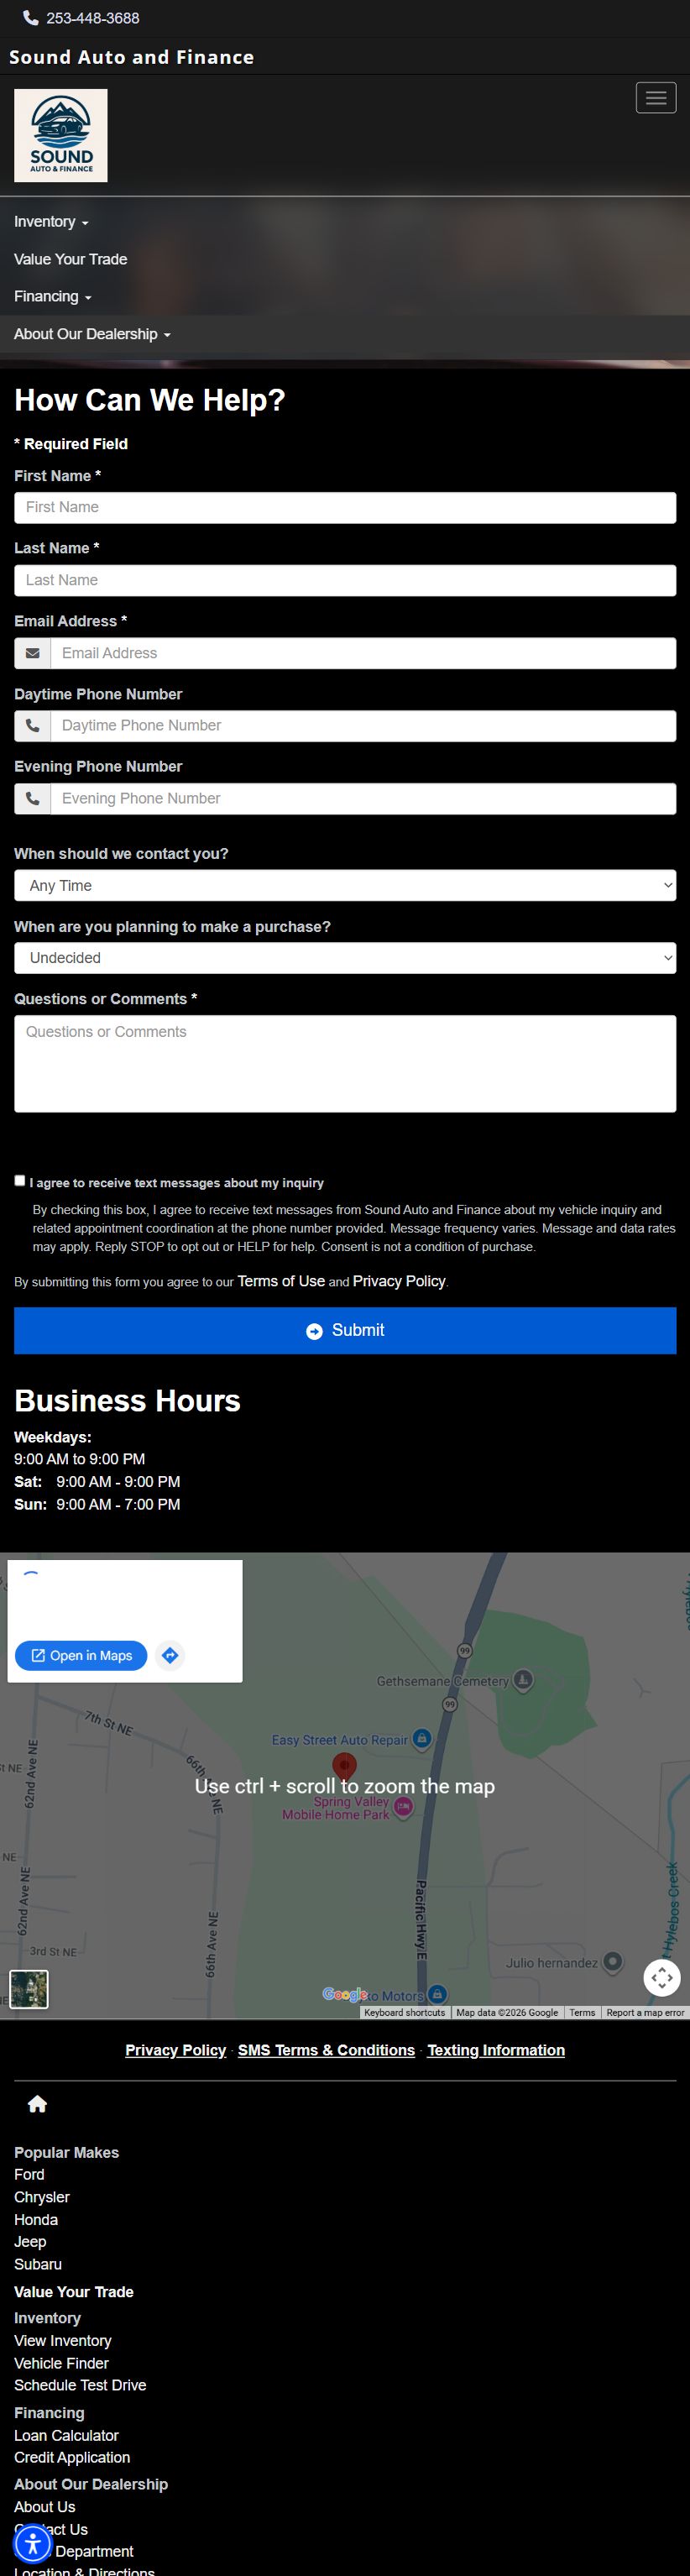 253-448-3688
Sound Auto and Finance
SOUND
AUTO & FINANCE
Inventory
Value Your Trade
Financing
About Our Dealership
How Can We Help?
* Required Field
First Name *
First Name
Last Name *
Last Name
Email Address *
Email Address
Daytime Phone Number
Daytime Phone Number
Evening Phone Number
Evening Phone Number
When should we contact you?
Any Time
When are you planning to make a purchase?
Undecided
Questions or Comments *
Questions or Comments
I agree to receive text messages about my inquiry
By checking this box, I agree to receive text messages from Sound Auto and Finance about my vehicle inquiry and
related appointment coordination at the phone number provided. Message frequency varies. Message and data rates
may apply. Reply STOP to opt out or HELP for help. Consent is not a condition of purchase.
By submitting this form you agree to our Terms of Use and Privacy Policy.
Submit
Business Hours
Weekdays:
9:00 AM to 9:00 PM
Sat: 9:00 AM - 9:00 PM
Sun: 9:00 AM - 7:00 PM
Open in Maps
99
Gethsemane Cemetery
99
7th St NE
Easy Street Auto Repair
62nd Ave NE
66th
NE
Use ctrl + scroll to zoom the map
Spring Valley
Mobile Home Park
NE
62nd Ave NE
66th Ave NE
Pacific Hwy E
Hylebos Creek
3rd St NE
Julio hernandez
Google
Motors
Keyboard shortcuts
Map data ©2026 Google
Terms
Report a map error
Privacy Policy · SMS Terms & Conditions · Texting Information
Popular Makes
Ford
Chrysler
Honda
Jeep
Subaru
Value Your Trade
Inventory
View Inventory
Vehicle Finder
Schedule Test Drive
Financing
Loan Calculator
Credit Application
About Our Dealership
About Us
Us
Department
Location & Directions